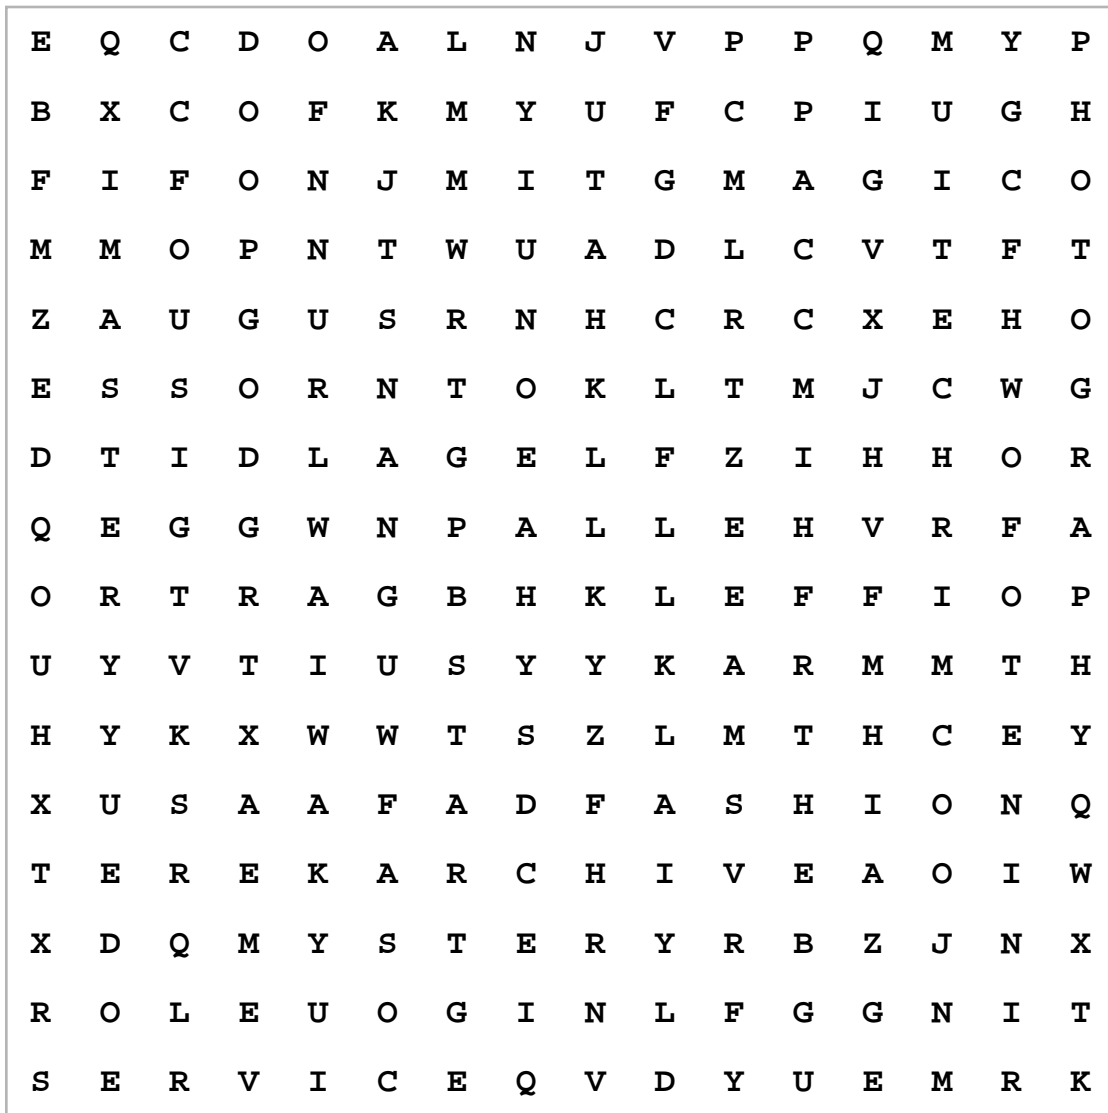 E Q C D O A L N J V P P Q M Y P
B X C O F K M Y U F C P I U G H
F I F O N J M I T G M A G I C O
M M O P N T W U A D L C V T F T
Z A U G U S R N H C R C X E H O
E S S O R N T O K L T M J C W G
D T I D L A G E L F Z I H H O R
Q E G G W N P A L L E H V R F A
O R T R A G B H K L E F F I O P
U Y V T I U S Y Y K A R M M T H
H Y K X W W T S Z L M T H C E Y
X U S A A F A D F A S H I O N Q
T E R E K A R C H I V E A O I W
X D Q M Y S T E R Y R B Z J N X
R O L E U O G I N L F G G N I T
S E R V I C E Q V D Y U E M R K